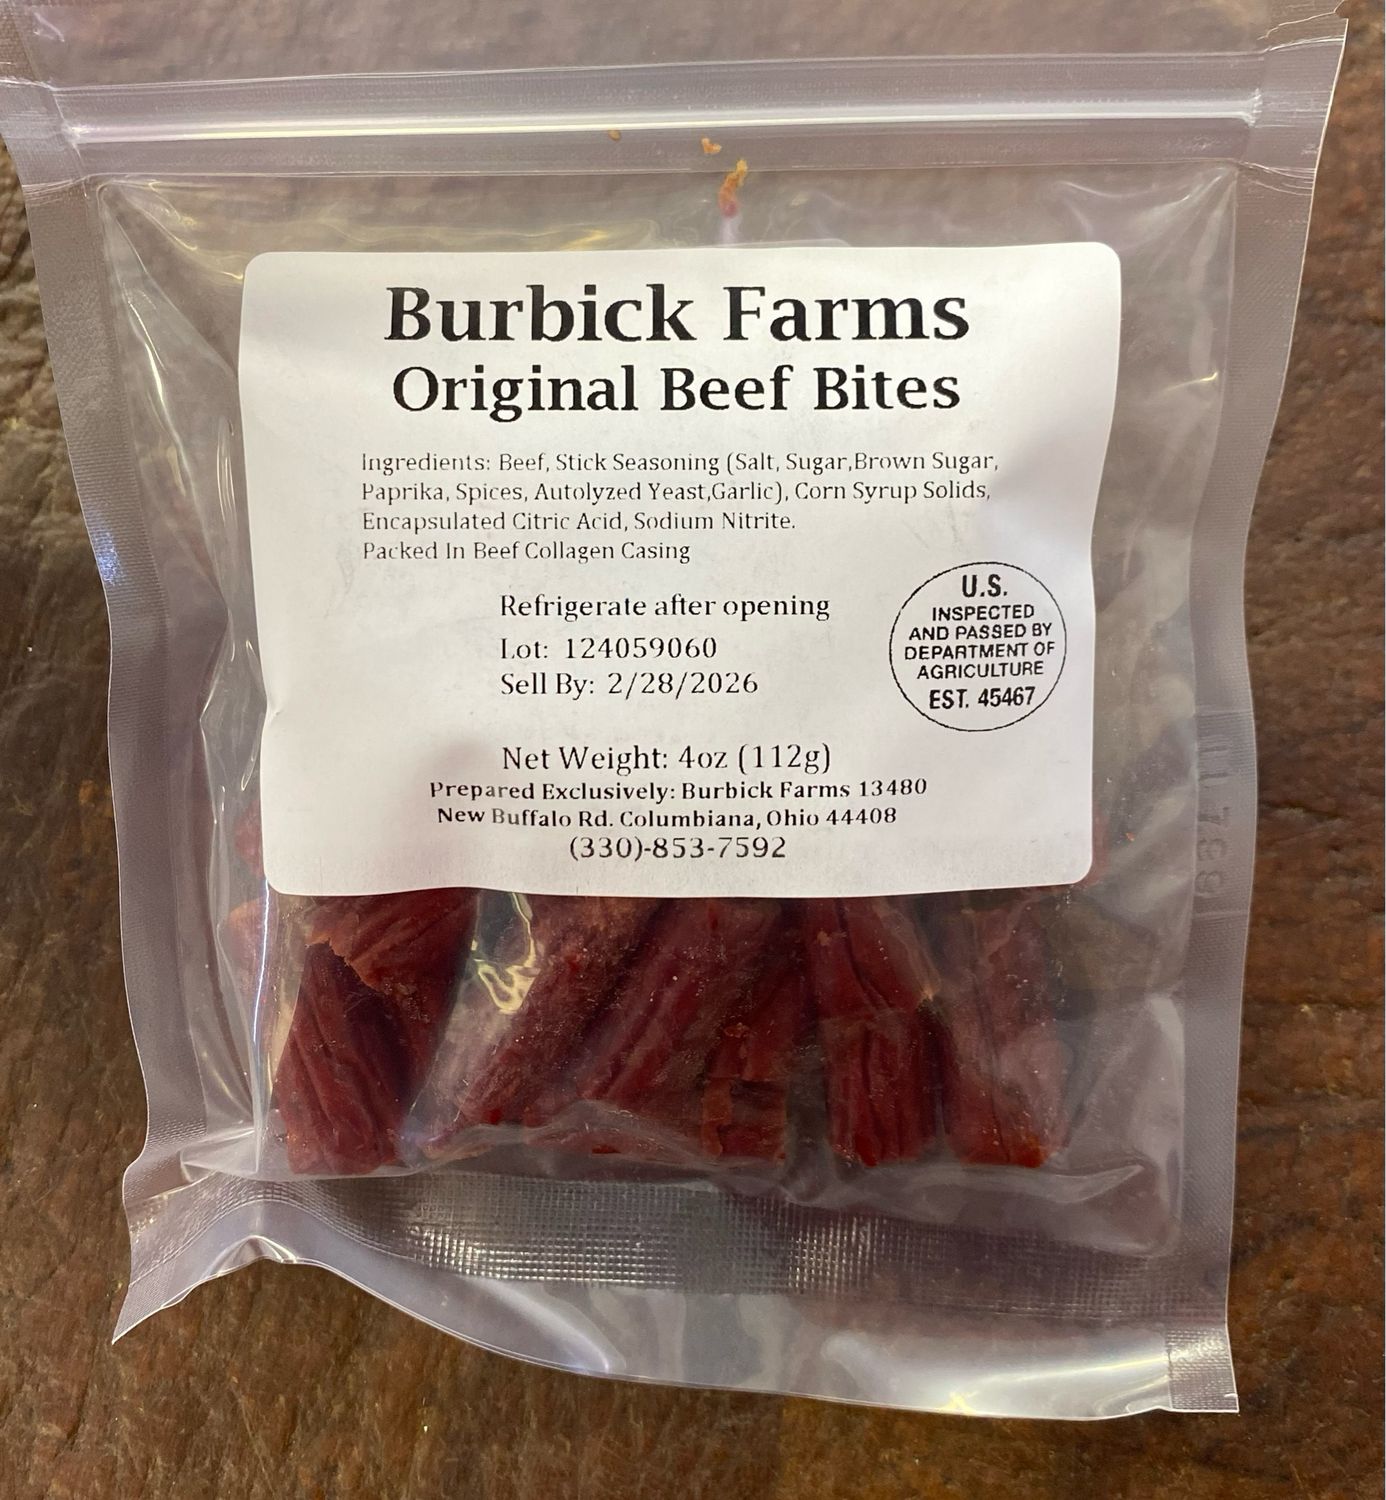 Burbick Farms
Original Beef Bites
Ingredients: Beef, Stick Seasoning (Salt, Sugar,Brown Sugar,
Paprika, Spices, Autolyzed Yeast,Garlic), Corn Syrup Solids,
Encapsulated Citric Acid, Sodium Nitrite.
Packed In Beef Collagen Casing
Refrigerate after opening
Lot: 124059060
Sell By: 2/28/2026
U.S.
INSPECTED
AND PASSED BY
DEPARTMENT OF
AGRICULTURE
EST. 45467
Net Weight: 4oz (112g)
Prepared Exclusively: Burbick Farms 13480
New Buffalo Rd. Columbiana, Ohio 44408
(330)-853-7592